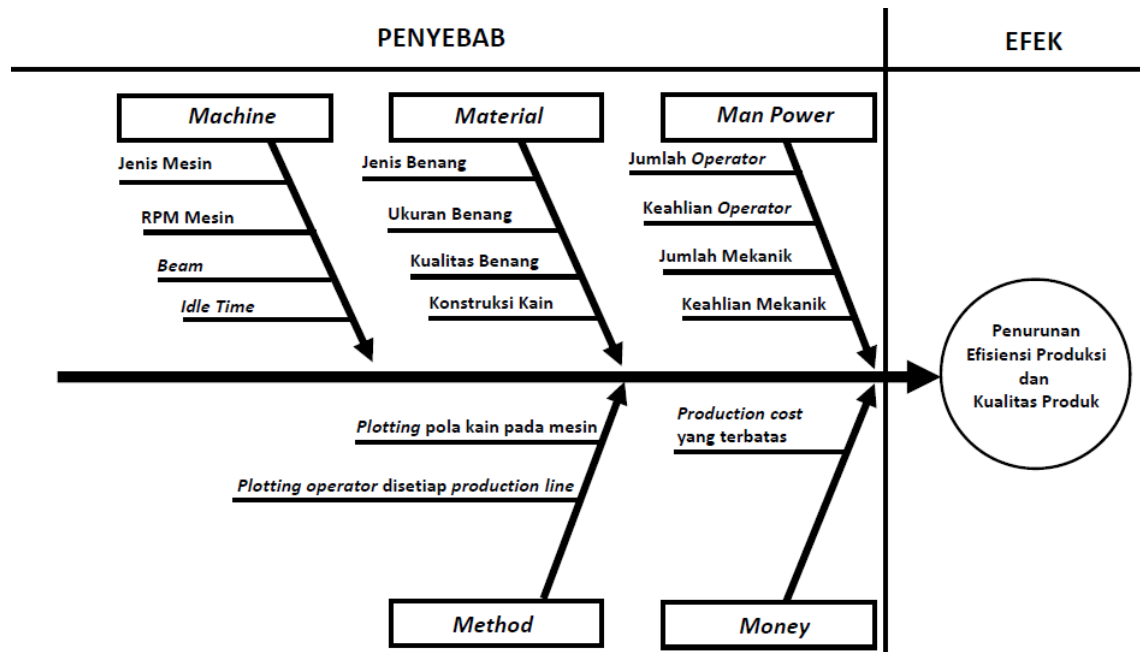 PENYEBAB
EFEK
Machine
Material
Man Power
Jenis Mesin
RPM Mesin
Beam
Idle Time
Jenis Benang
Ukuran Benang
Kualitas Benang
Konstruksi Kain
Jumlah Operator
Keahlian Operator
Jumlah Mekanik
Keahlian Mekanik
Penurunan
Efisiensi Produksi
dan
Kualitas Produk
Plotting pola kain pada mesin
Plotting operator disetiap production line
Production cost
yang terbatas
Method
Money